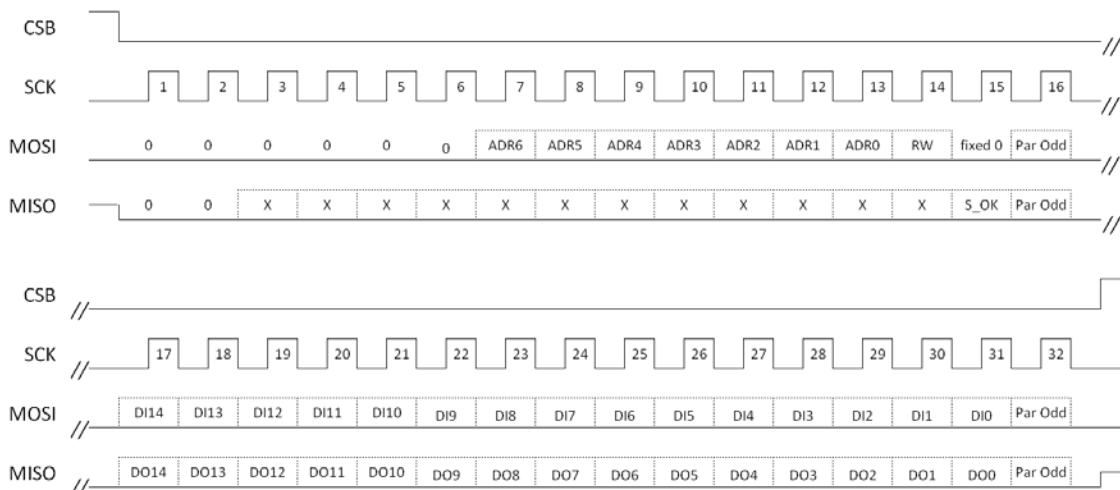 CSB //
SCK 1 2 3 4 5 6 7 8 9 10 11 12 13 14 15 16 //
MOSI 0 0 0 0 0 0 ADR6 ADR5 ADR4 ADR3 ADR2 ADR1 ADR0 RW fixed 0 Par Odd //
MISO 0 0 X X X X X X X X X X X X S_OK Par Odd //
CSB //
SCK // 17 18 19 20 21 22 23 24 25 26 27 28 29 30 31 32
MOSI // DI14 DI13 DI12 DI11 DI10 DI9 DI8 DI7 DI6 DI5 DI4 DI3 DI2 DI1 DI0 Par Odd
MISO // DO14 DO13 DO12 DO11 DO10 DO9 DO8 DO7 DO6 DO5 DO4 DO3 DO2 DO1 DO0 Par Odd